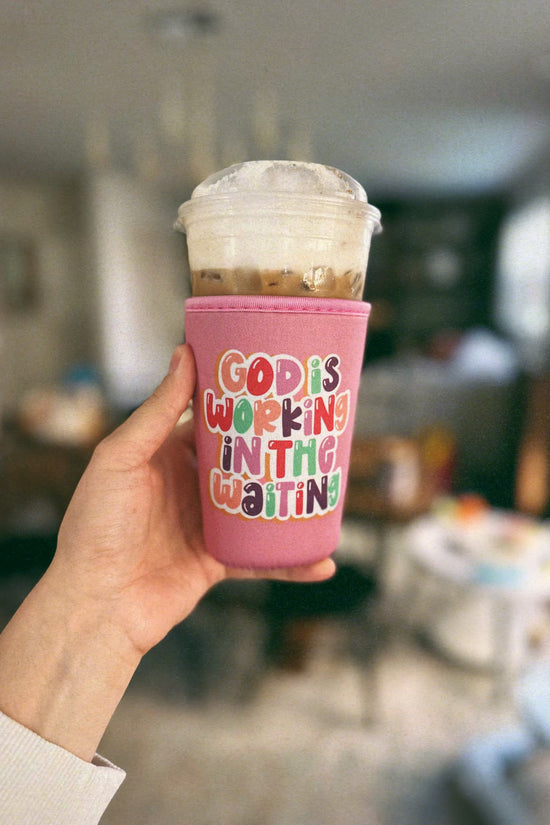 GOD iS
WORKiNg
iN THe
WaiTiNg